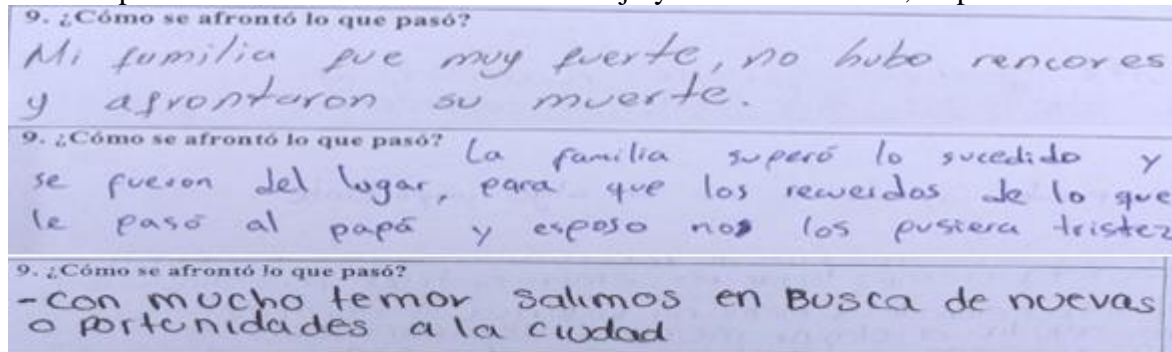 9. ¿Cómo se afrontó lo que pasó?
Mi familia fue muy fuerte, no hubo rencores
y afrontaron su muerte.
9. ¿Cómo se afrontó lo que pasó? La familia superó lo sucedido y
se fueron del lugar, para que los recuerdos de lo que
le pasó al papá y esposo no los pusiera tristez
9. ¿Cómo se afrontó lo que pasó?
-con mucho temor salimos en Busca de nuevas
oportunidades a la ciudad